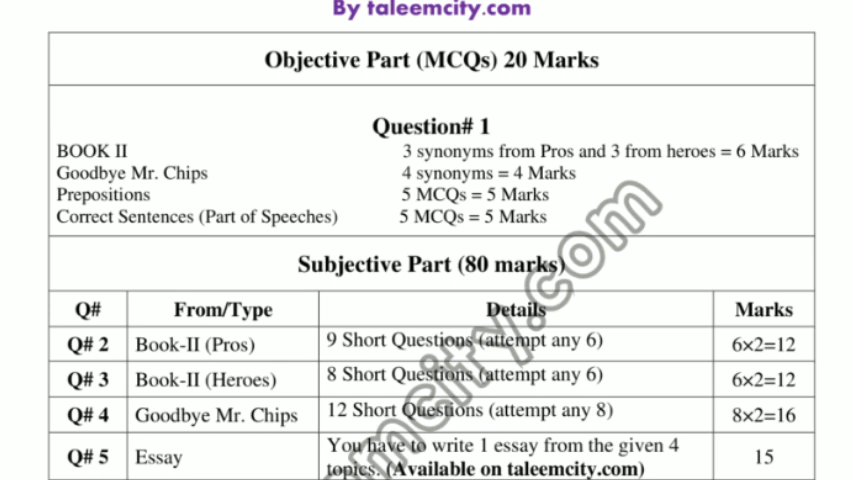 By taleemcity.com
Objective Part (MCQs) 20 Marks
Question# 1
BOOK II 3 synonyms from Pros and 3 from heroes = 6 Marks
Goodbye Mr. Chips 4 synonyms = 4 Marks
Prepositions 5 MCQs = 5 Marks
Correct Sentences (Part of Speeches) 5 MCQs = 5 Marks
Subjective Part (80 marks)
Q# From/Type Details Marks
Q# 2 Book-II (Pros) 9 Short Questions (attempt any 6) 6×2=12
Q# 3 Book-II (Heroes) 8 Short Questions (attempt any 6) 6×2=12
Q# 4 Goodbye Mr. Chips 12 Short Questions (attempt any 8) 8×2=16
Q# 5 Essay You have to write 1 essay from the given 4 15
topics. (Available on taleemcity.com)
mcity.com